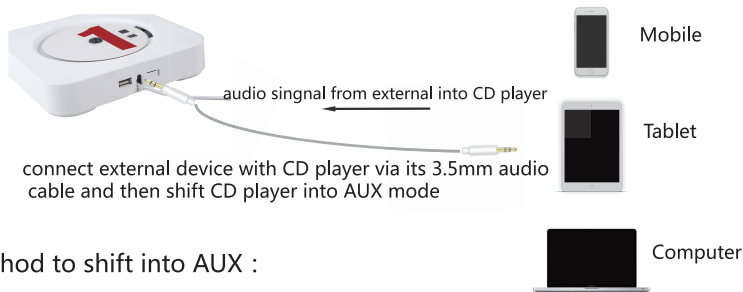 Mobile
audio singnal from external into CD player
Tablet
connect external device with CD player via its 3.5mm audio
cable and then shift CD player into AUX mode
Computer
hod to shift into AUX :